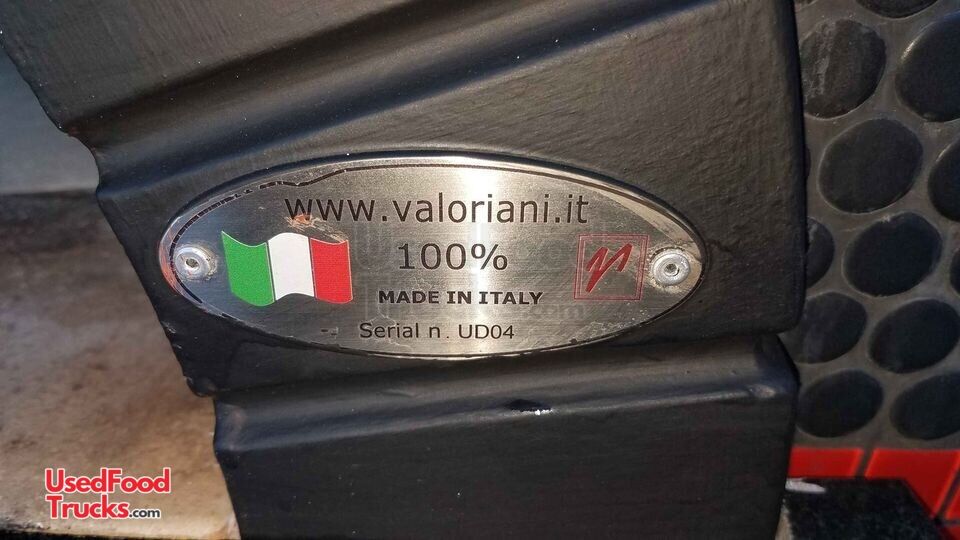 www.valoriani.it
100%
MADE IN ITALY
Serial n. UD04
UsedFood
Trucks.com